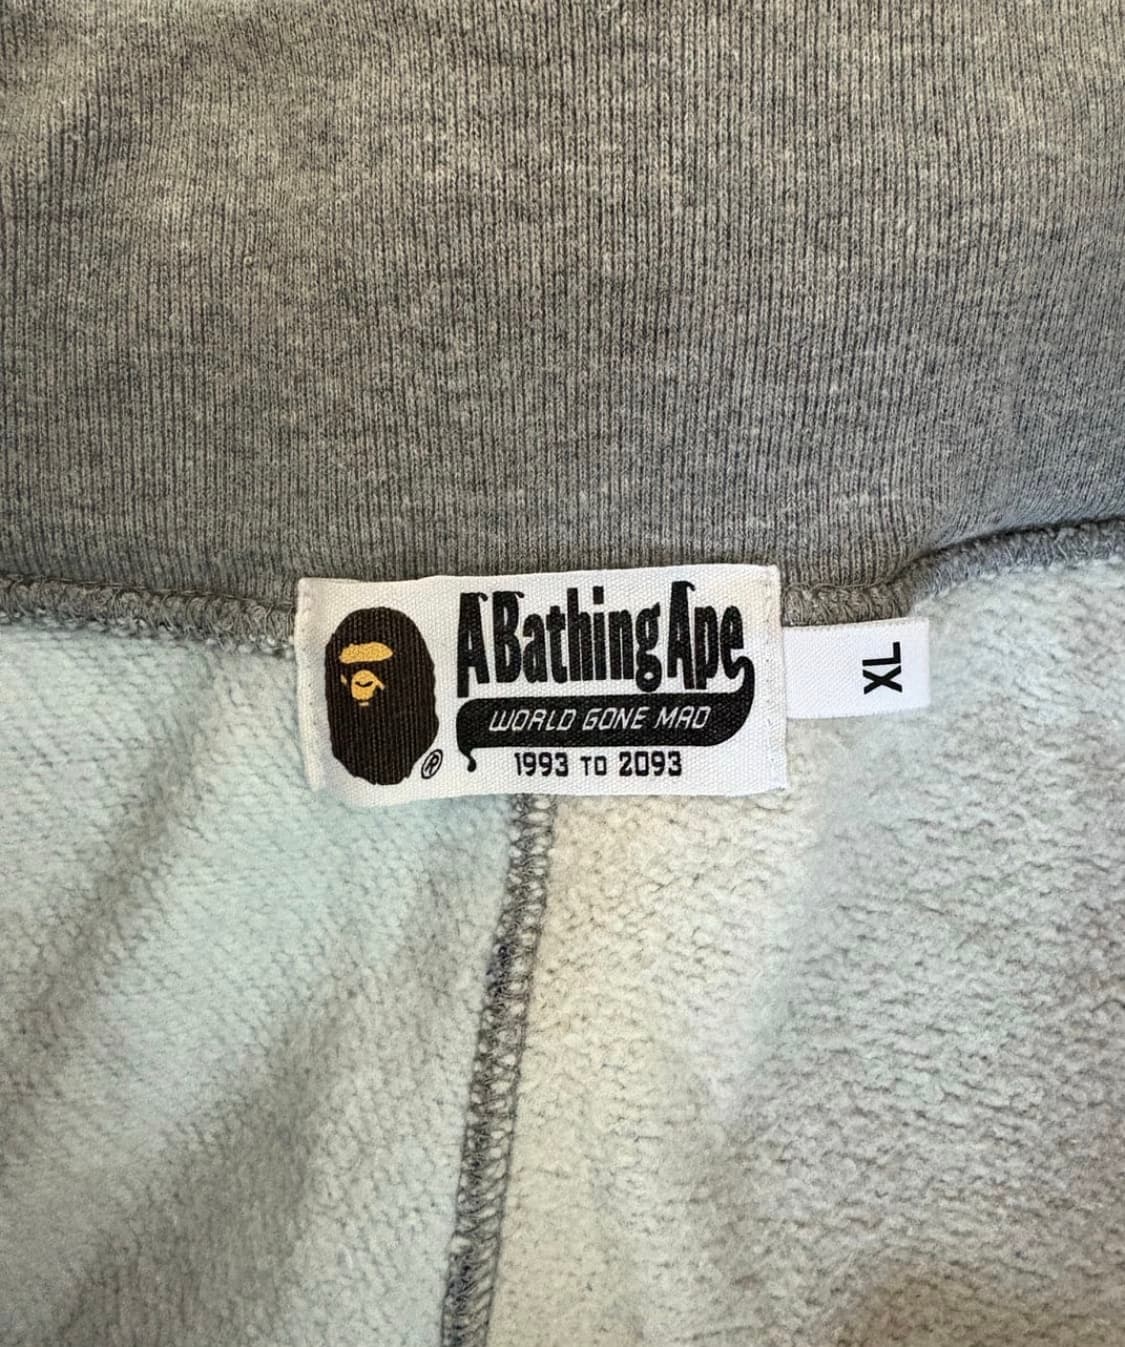 A Bathing Ape
WORLD GONE MAD
1993 TO 2093
®
XL